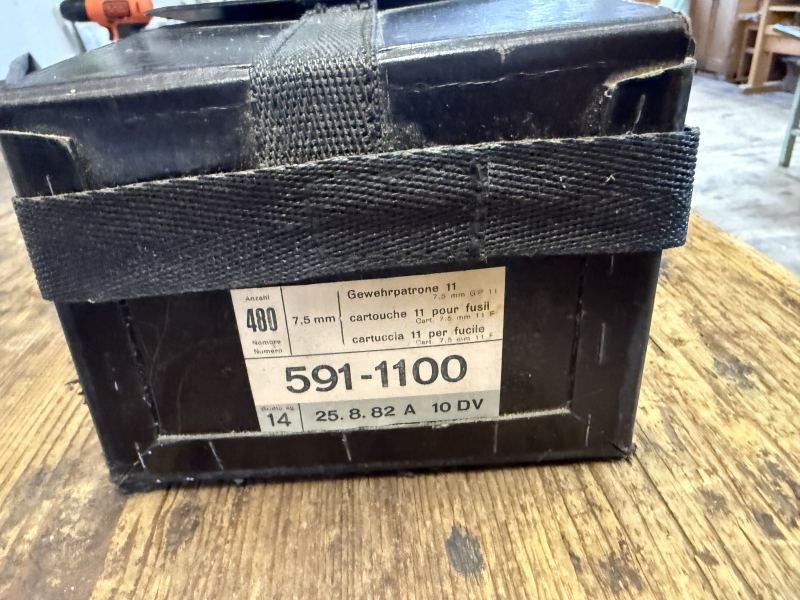 Anzahl
480
Nombre
Numero
7,5 mm
Gewehrpatrone 11
7,5 mm GP 11
cartouche 11 pour fusil
Cart. 7,5 mm 11 F
cartuccia 11 per fucile
Cart. 7,5 mm 11 F
591-1100
Brutto kg
14
25. 8. 82 A 10 DV